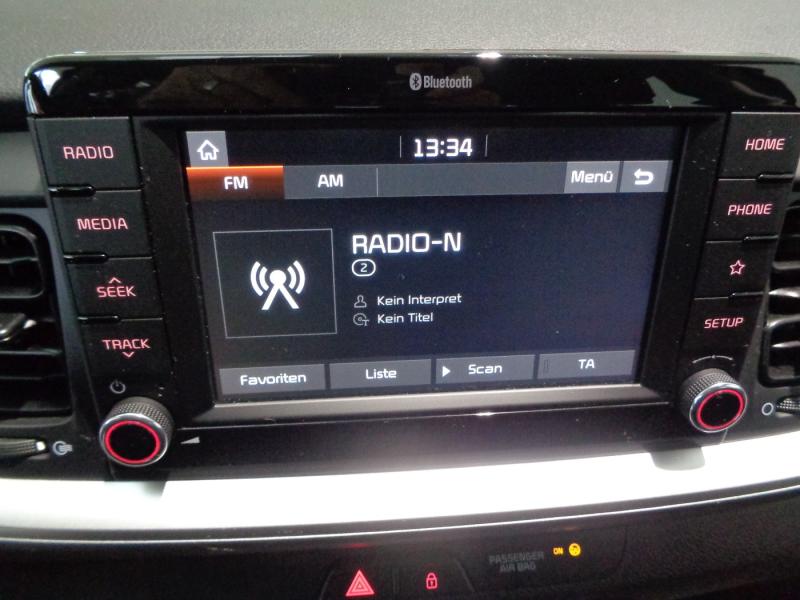 Bluetooth
RADIO
MEDIA
SEEK
TRACK
13:34
FM AM Menü
RADIO-N
2
Kein Interpret
Kein Titel
Favoriten Liste Scan TA
HOME
PHONE
SETUP
PASSENGER
AIR BAG
ON